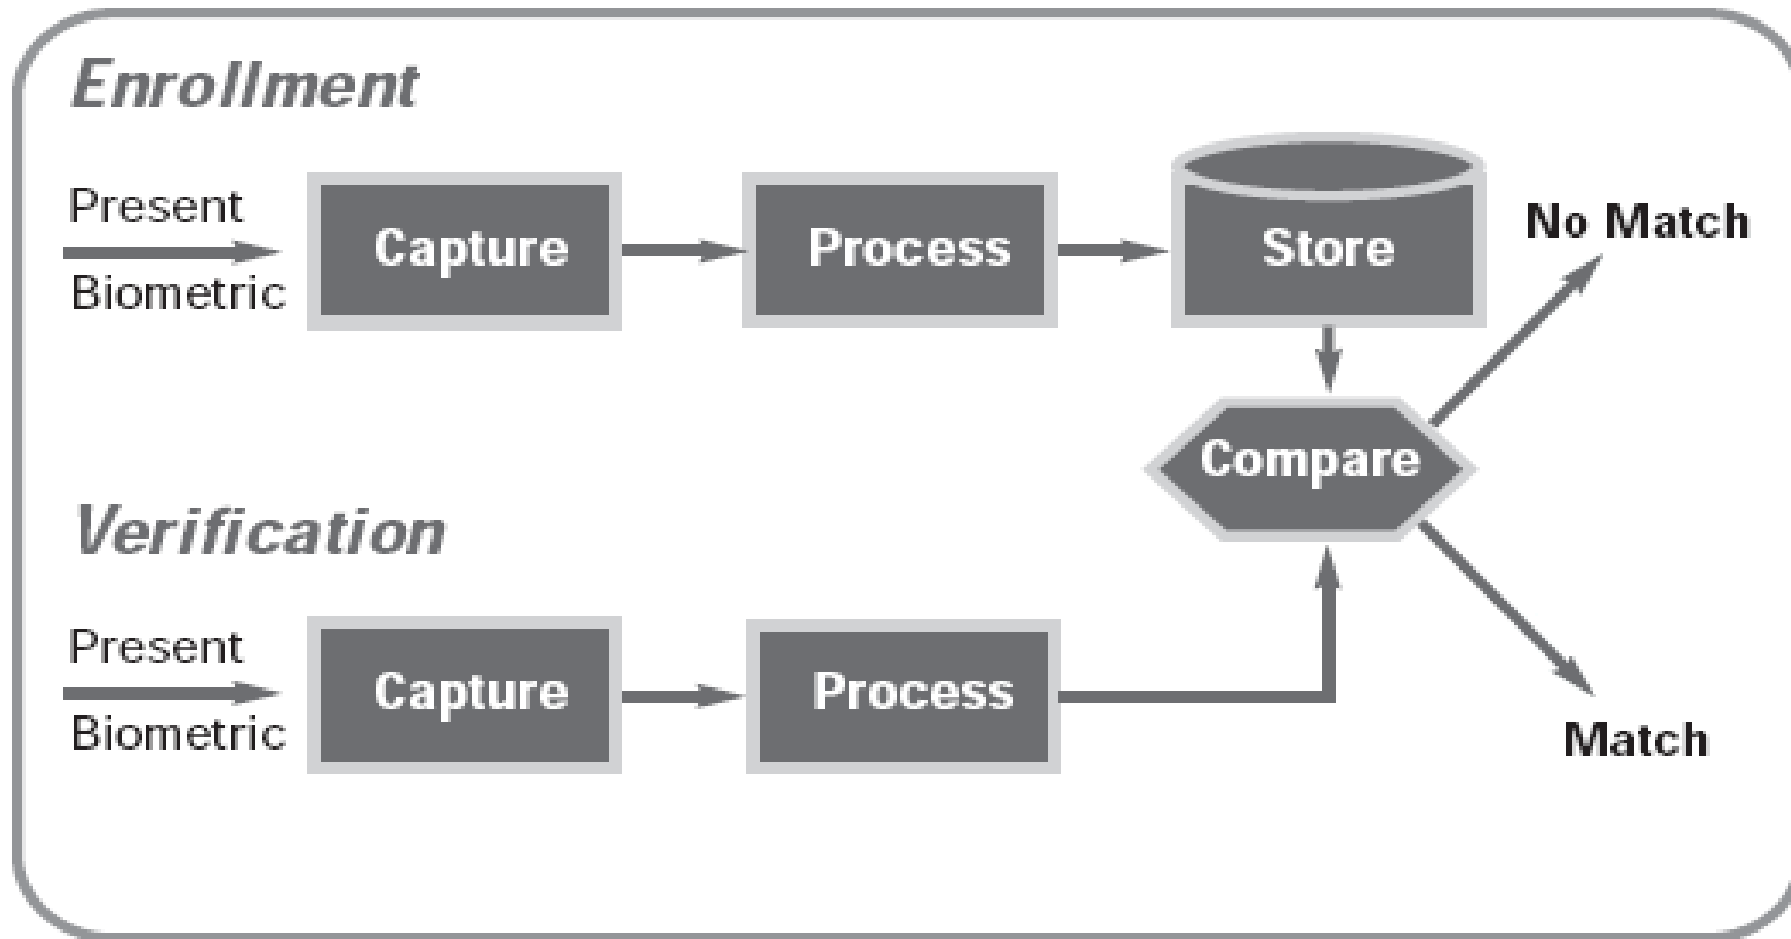 Enrollment
Present
Biometric
Capture
Process
Store
No Match
Compare
Verification
Present
Biometric
Capture
Process
Match